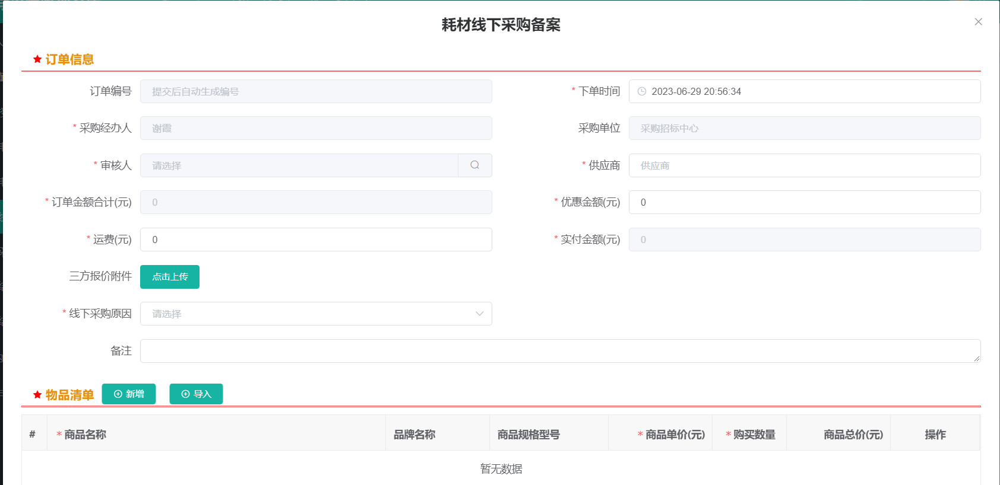 耗材线下采购备案
订单信息
订单编号 提交后自动生成编号 * 下单时间 2023-06-29 20:56:34
* 采购经办人 谢霞 采购单位 采购招标中心
* 审核人 请选择 * 供应商 供应商
* 订单金额合计(元) 0 * 优惠金额(元) 0
* 运费(元) 0 * 实付金额(元) 0
三方报价附件 点击上传
* 线下采购原因 请选择
备注
物品清单 新增 导入
# * 商品名称 品牌名称 商品规格型号 * 商品单价(元) * 购买数量 商品总价(元) 操作
暂无数据